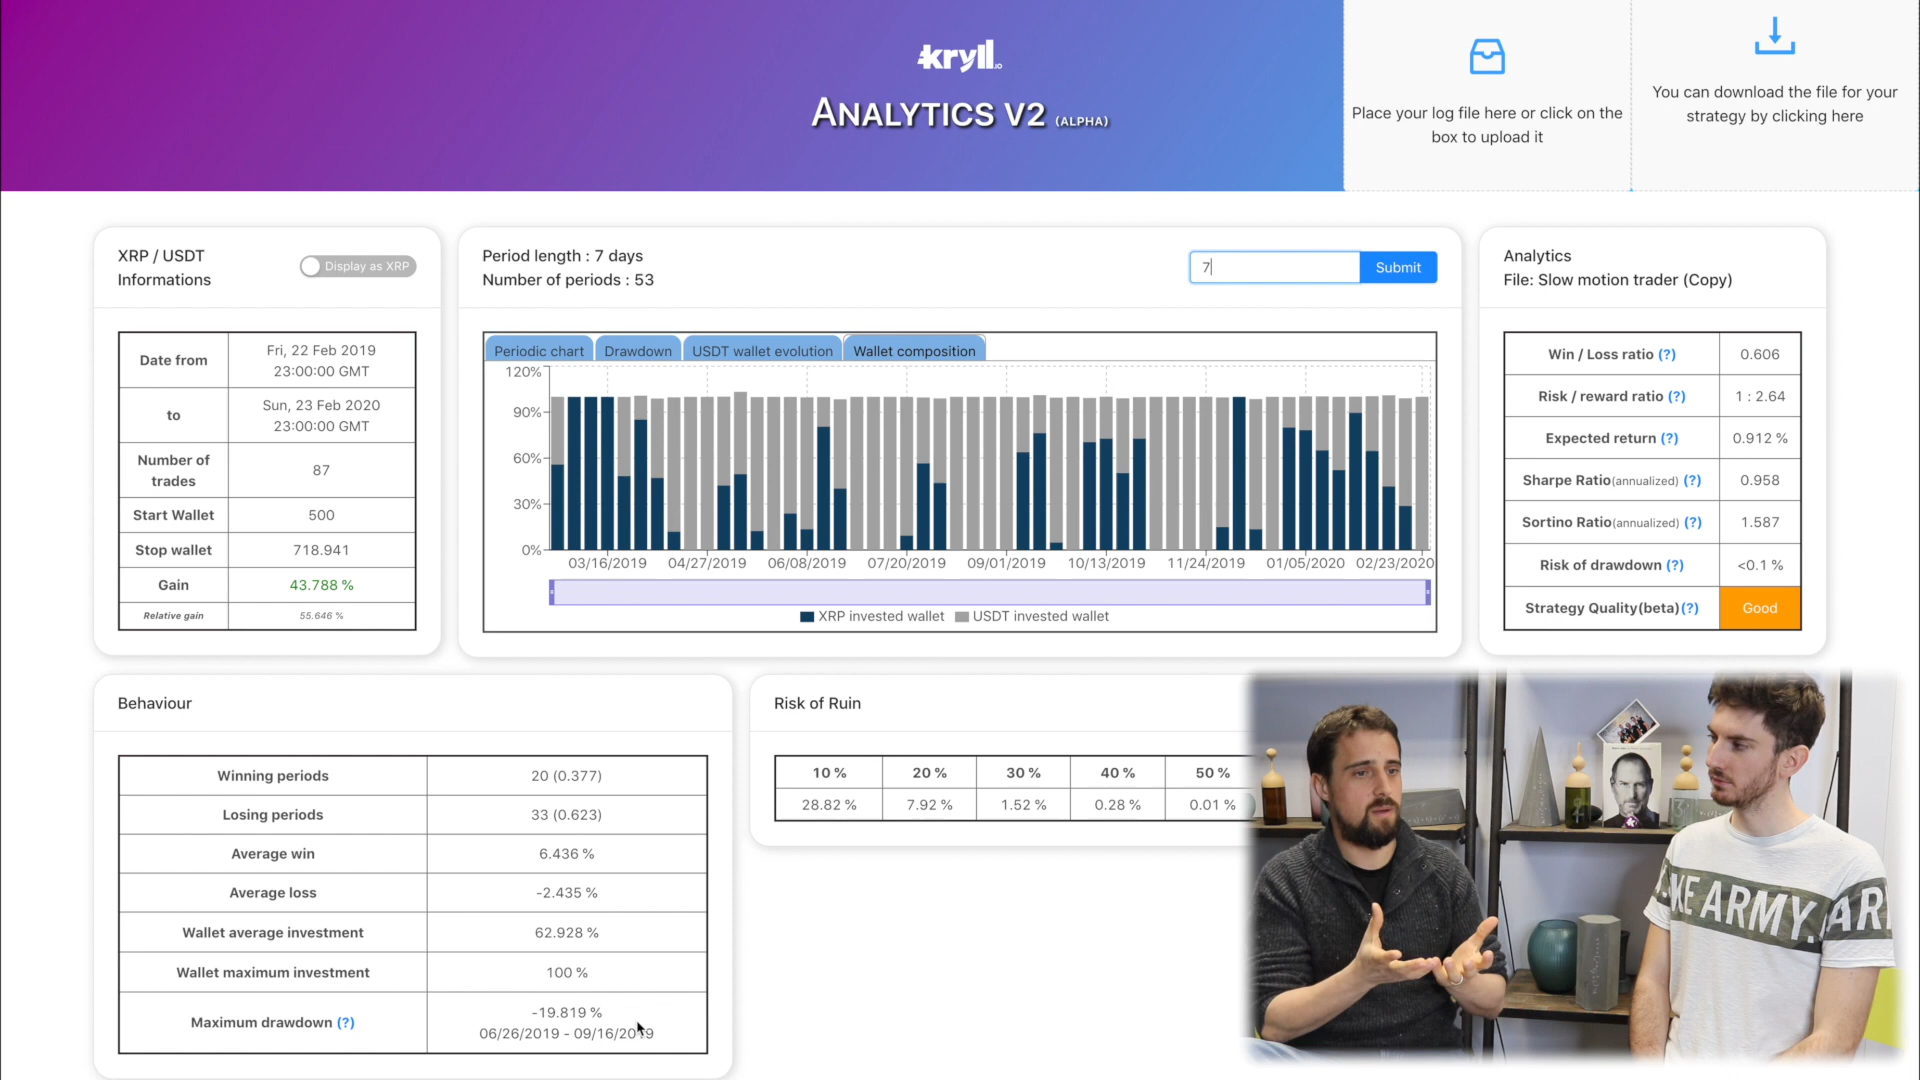 kryll.io
ANALYTICS V2 (ALPHA)
Place your log file here or click on the
box to upload it
You can download the file for your
strategy by clicking here
XRP / USDT
Informations
Display as XRP
Date from
Fri, 22 Feb 2019
23:00:00 GMT
to
Sun, 23 Feb 2020
23:00:00 GMT
Number of
trades
87
Start Wallet
500
Stop wallet
718.941
Gain
43.788 %
Relative gain
55.646 %
Period length : 7 days
Number of periods : 53
7
Submit
Periodic chart
Drawdown
USDT wallet evolution
Wallet composition
120%
90%
60%
30%
0%
03/16/2019
04/27/2019
06/08/2019
07/20/2019
09/01/2019
10/13/2019
11/24/2019
01/05/2020
02/23/2020
XRP invested wallet
USDT invested wallet
Analytics
File: Slow motion trader (Copy)
Win / Loss ratio (?)
0.606
Risk / reward ratio (?)
1 : 2.64
Expected return (?)
0.912 %
Sharpe Ratio(annualized) (?)
0.958
Sortino Ratio(annualized) (?)
1.587
Risk of drawdown (?)
<0.1 %
Strategy Quality(beta)(?)
Good
Behaviour
Winning periods
20 (0.377)
Losing periods
33 (0.623)
Average win
6.436 %
Average loss
-2.435 %
Wallet average investment
62.928 %
Wallet maximum investment
100 %
Maximum drawdown (?)
-19.819 %
06/26/2019 - 09/16/2019
Risk of Ruin
10 %
20 %
30 %
40 %
50 %
28.82 %
7.92 %
1.52 %
0.28 %
0.01 %
KE ARMY. AR